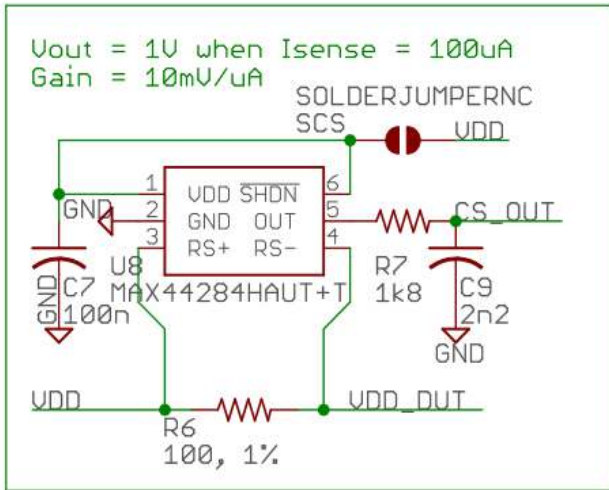 Vout = 1V when Isense = 100uA
Gain = 10mV/uA
SOLDERJUMPERNC
SCS
VDD
1
VDD
SHDN
6
GND
2
GND
OUT
5
CS_OUT
3
RS+
RS-
4
U8
MAX44284HAUT+T
R7
1k8
C7
100n
GND
C9
2n2
GND
VDD
VDD_DUT
R6
100, 1%